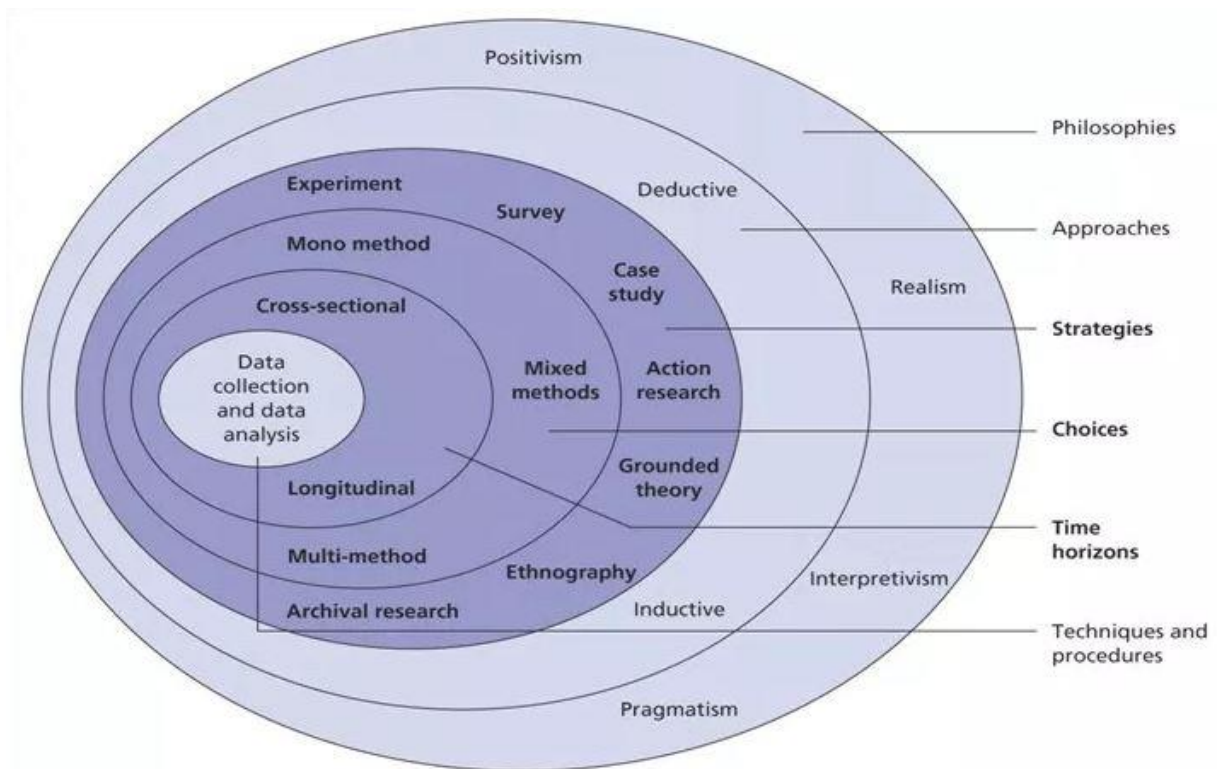 Positivism
Philosophies
Experiment
Deductive
Survey
Approaches
Mono method
Case
study
Realism
Cross-sectional
Strategies
Data
collection
and data
analysis
Mixed
methods
Action
research
Choices
Grounded
theory
Longitudinal
Time
horizons
Multi-method
Ethnography
Interpretivism
Archival research
Inductive
Techniques and
procedures
Pragmatism